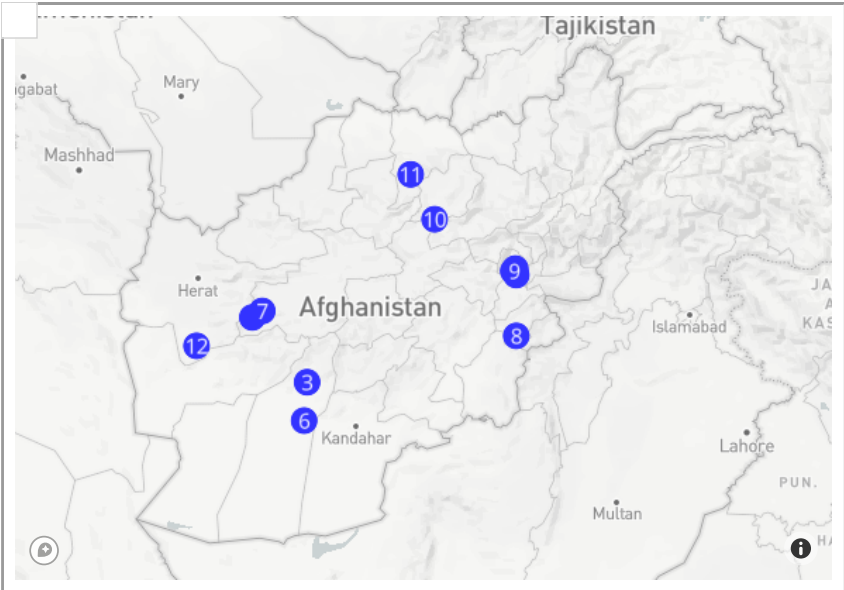 Tajikistan
Mary
Mashhad
11
10
9
Herat
7
Afghanistan
8
12
Islamabad
3
6
Kandahar
Lahore
PUN.
Multan